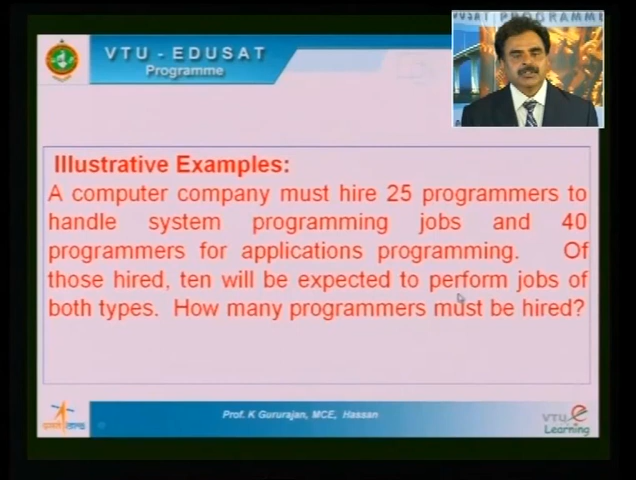 VTU - EDUSAT
Programme
Illustrative Examples:
A computer company must hire 25 programmers to
handle system programming jobs and 40
programmers for applications programming. Of
those hired, ten will be expected to perform jobs of
both types. How many programmers must be hired?
Prof. K Gururajan, MCE, Hassan
VTU e
Learning